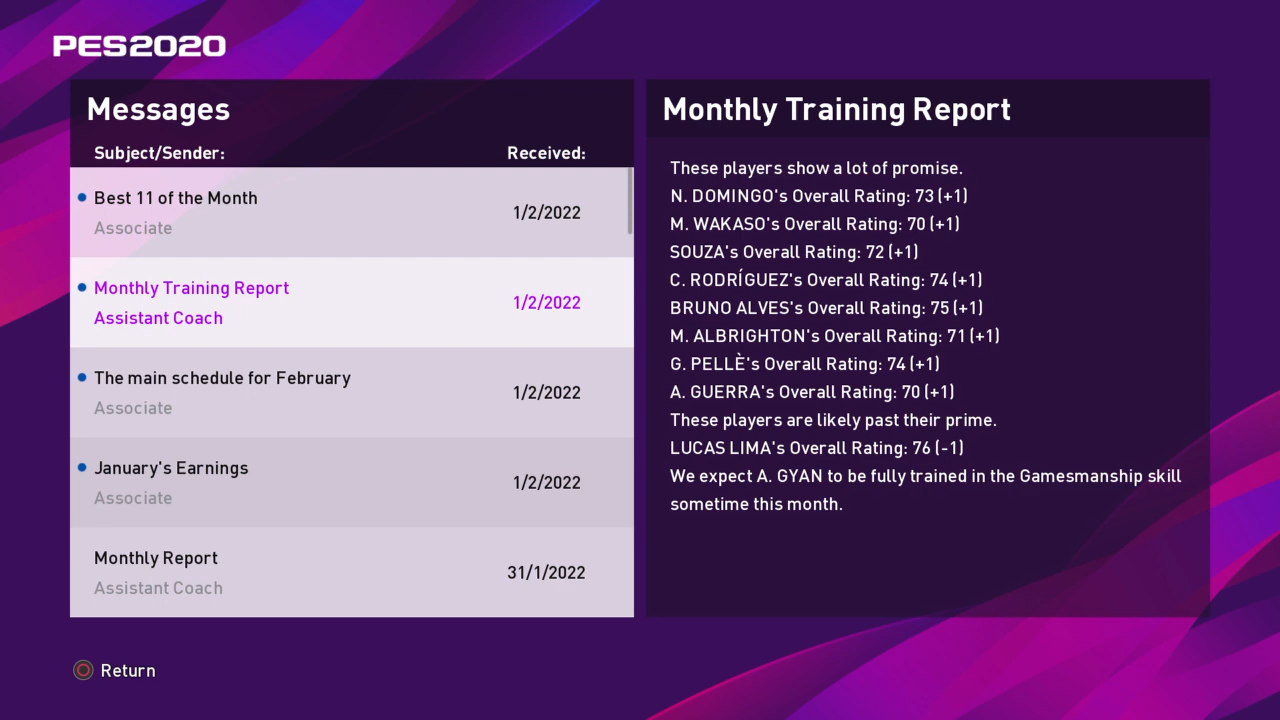 PES2020
Messages
Subject/Sender: Received:
Best 11 of the Month
Associate
1/2/2022
Monthly Training Report
Assistant Coach
1/2/2022
The main schedule for February
Associate
1/2/2022
January's Earnings
Associate
1/2/2022
Monthly Report
Assistant Coach
31/1/2022
Monthly Training Report
These players show a lot of promise.
N. DOMINGO's Overall Rating: 73 (+1)
M. WAKASO's Overall Rating: 70 (+1)
SOUZA's Overall Rating: 72 (+1)
C. RODRÍGUEZ's Overall Rating: 74 (+1)
BRUNO ALVES's Overall Rating: 75 (+1)
M. ALBRIGHTON's Overall Rating: 71 (+1)
G. PELLÈ's Overall Rating: 74 (+1)
A. GUERRA's Overall Rating: 70 (+1)
These players are likely past their prime.
LUCAS LIMA's Overall Rating: 76 (-1)
We expect A. GYAN to be fully trained in the Gamesmanship skill
sometime this month.
Return